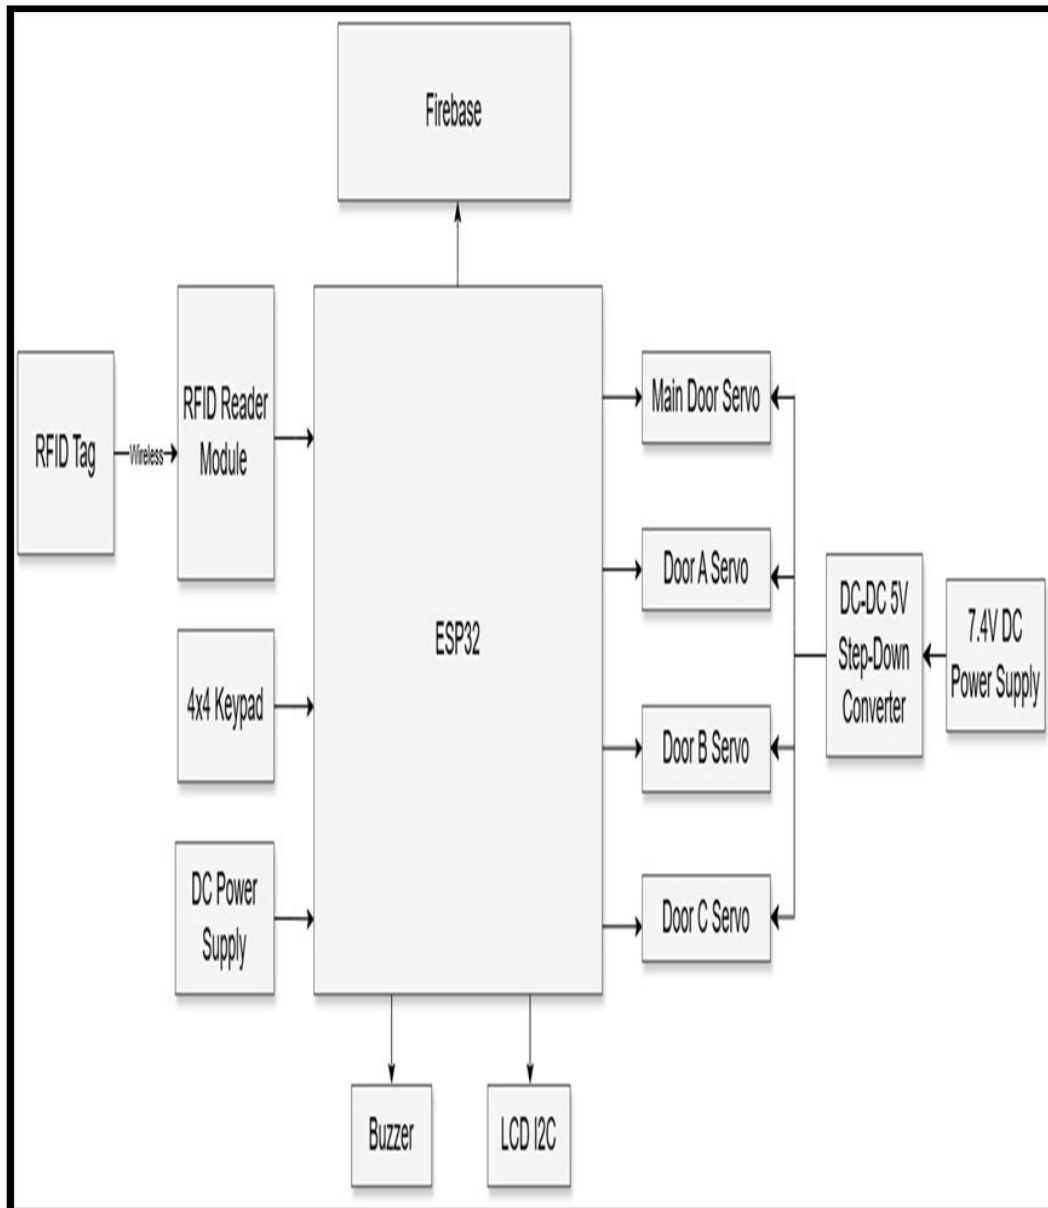 Firebase
RFID Tag
Wireless
RFID Reader
Module
4x4 Keypad
DC Power
Supply
ESP32
Main Door Servo
Door A Servo
Door B Servo
Door C Servo
DC-DC 5V
Step-Down
Converter
7.4V DC
Power Supply
Buzzer
LCD I2C